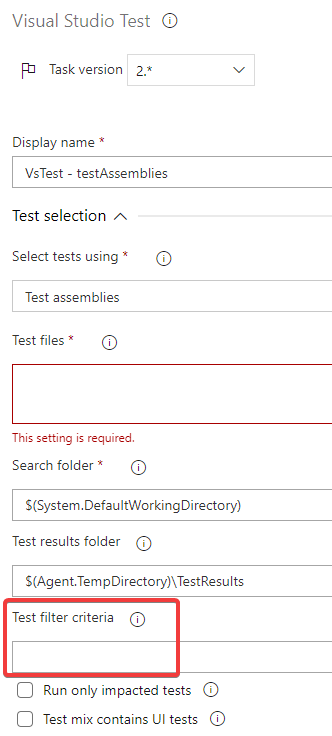 Visual Studio Test
Task version 2.*
Display name *
VsTest - testAssemblies
Test selection
Select tests using *
Test assemblies
Test files *
This setting is required.
Search folder *
$(System.DefaultWorkingDirectory)
Test results folder
$(Agent.TempDirectory)\TestResults
Test filter criteria
Run only impacted tests
Test mix contains UI tests